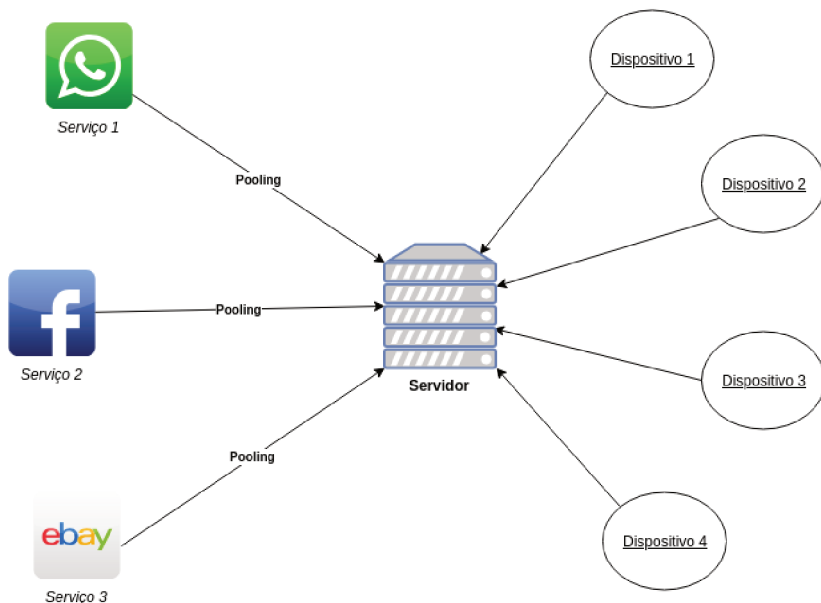 Serviço 1
Pooling
Serviço 2
Pooling
ebay
Serviço 3
Pooling
Servidor
Dispositivo 1
Dispositivo 2
Dispositivo 3
Dispositivo 4